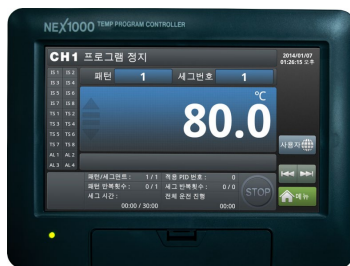 NEX1000 TEMP PROGRAM CONTROLLER
CH1 프로그램 정지
2014/01/07
01:26:15 오후
IS 1 IS 2
IS 3 IS 4
IS 5 IS 6
IS 7 IS 8
TS 1 TS 2
TS 3 TS 4
TS 5 TS 6
TS 7 TS 8
AL 1 AL 2
AL 3 AL 4
패턴 1 세그번호 1
℃
80.0
사용자
패턴/세그먼트 : 1 / 1 적용 PID 번호 : 0
패턴 반복횟수 : 0 / 1 세그 반복횟수 : 0 / 0
세그 시간 : 전체 운전 진행
00:00 / 30:00 00:00
STOP
메뉴